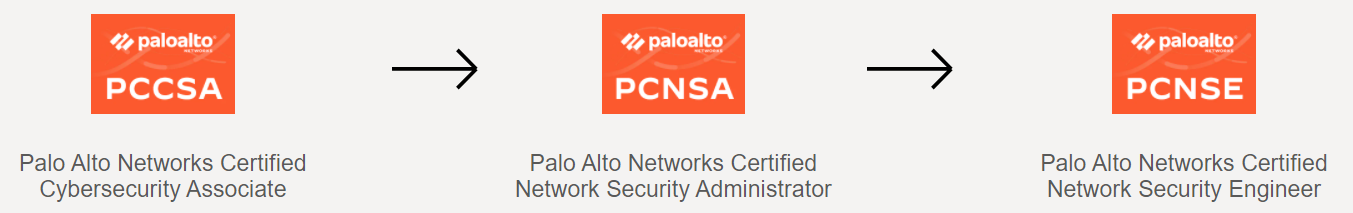 paloalto
NETWORKS
PCCSA
Palo Alto Networks Certified
Cybersecurity Associate
paloalto
NETWORKS
PCNSA
Palo Alto Networks Certified
Network Security Administrator
paloalto
NETWORKS
PCNSE
Palo Alto Networks Certified
Network Security Engineer